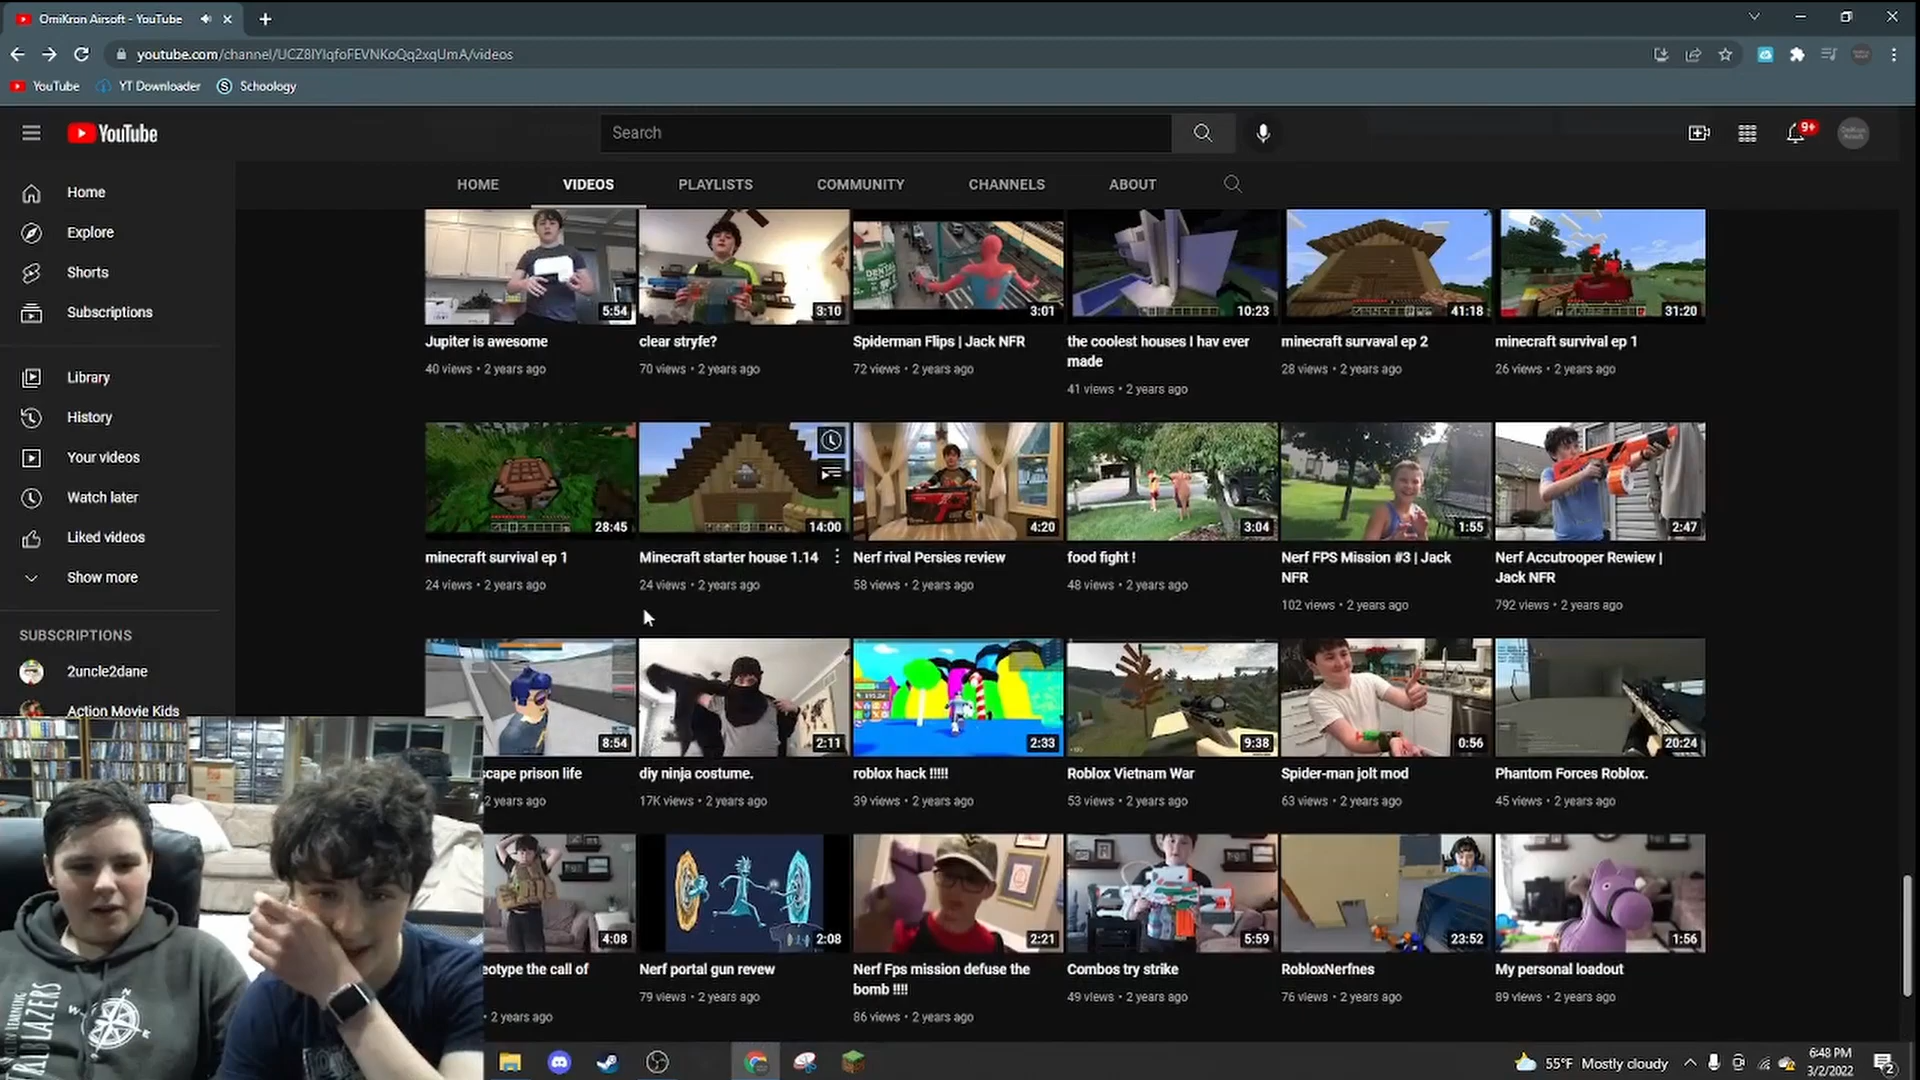 OmiKron Airsoft - YouTube
youtube.com/channel/UCZ8lYIqfoFEVNKoQq2xqUmA/videos
YouTube YT Downloader Schoology
YouTube Search 9+
HOME VIDEOS PLAYLISTS COMMUNITY CHANNELS ABOUT
Home
Explore
Shorts
Subscriptions
Library
History
Your videos
Watch later
Liked videos
Show more
SUBSCRIPTIONS
2uncle2dane
Action Movie Kids
5:54 3:10 3:01 10:23 41:18 31:20
Jupiter is awesome
40 views • 2 years ago
clear stryfe?
70 views • 2 years ago
DENTAL
Spiderman Flips | Jack NFR
72 views • 2 years ago
the coolest houses I hav ever
made
41 views • 2 years ago
minecraft survaval ep 2
28 views • 2 years ago
minecraft survival ep 1
26 views • 2 years ago
28:45 14:00 4:20 3:04 1:55 2:47
minecraft survival ep 1
24 views • 2 years ago
Minecraft starter house 1.14
24 views • 2 years ago
Nerf rival Persies review
58 views • 2 years ago
food fight !
48 views • 2 years ago
Nerf FPS Mission #3 | Jack
NFR
102 views • 2 years ago
Nerf Accutrooper Rewiew |
Jack NFR
792 views • 2 years ago
8:54 2:11 2:33 9:38 0:56 20:24
scape prison life
2 years ago
diy ninja costume.
17K views • 2 years ago
roblox hack !!!!!
39 views • 2 years ago
Roblox Vietnam War
53 views • 2 years ago
Spider-man jolt mod
63 views • 2 years ago
Phantom Forces Roblox.
45 views • 2 years ago
4:08 2:08 2:21 5:59 23:52 1:56
eotype the call of
• 2 years ago
Nerf portal gun revew
79 views • 2 years ago
Nerf Fps mission defuse the
bomb !!!!
86 views • 2 years ago
Combos try strike
49 views • 2 years ago
RobloxNerfnes
76 views • 2 years ago
My personal loadout
89 views • 2 years ago
LEARNING
TRAILBLAZERS
55°F Mostly cloudy
6:48 PM
3/2/2022
2